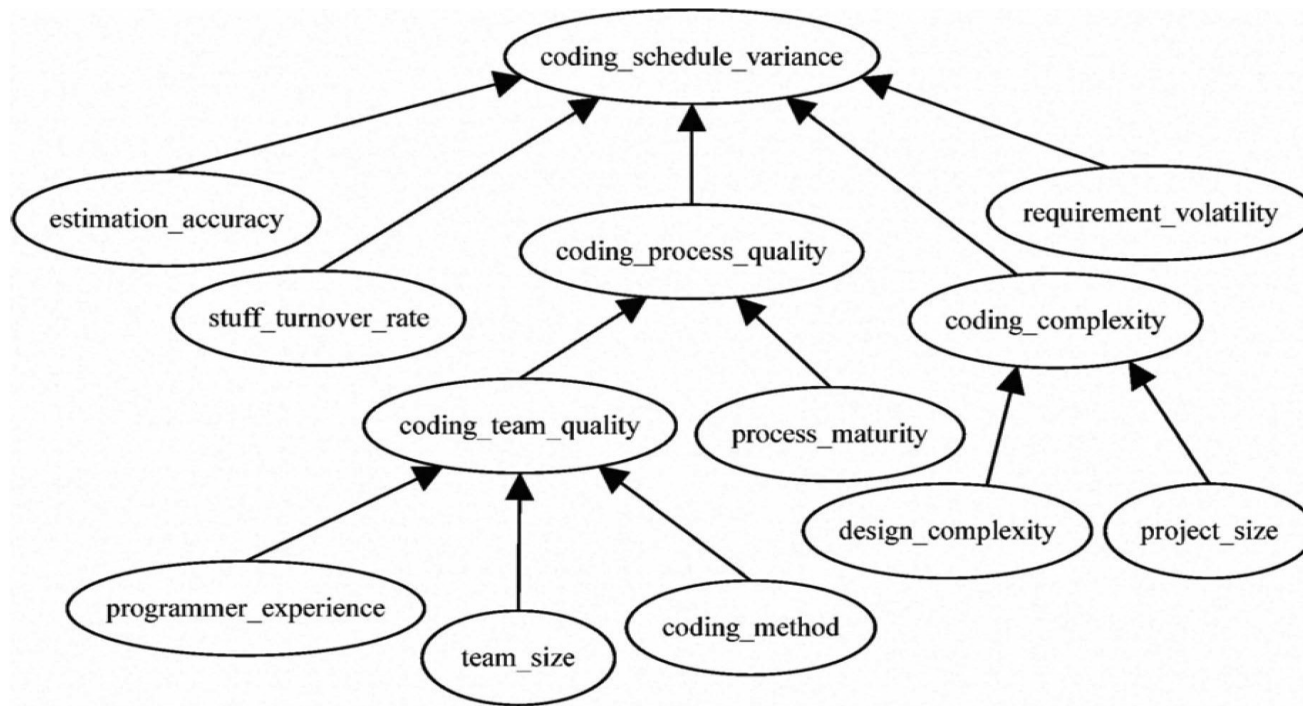 coding_schedule_variance
estimation_accuracy
requirement_volatility
coding_process_quality
stuff_turnover_rate
coding_complexity
coding_team_quality
process_maturity
design_complexity
project_size
programmer_experience
coding_method
team_size